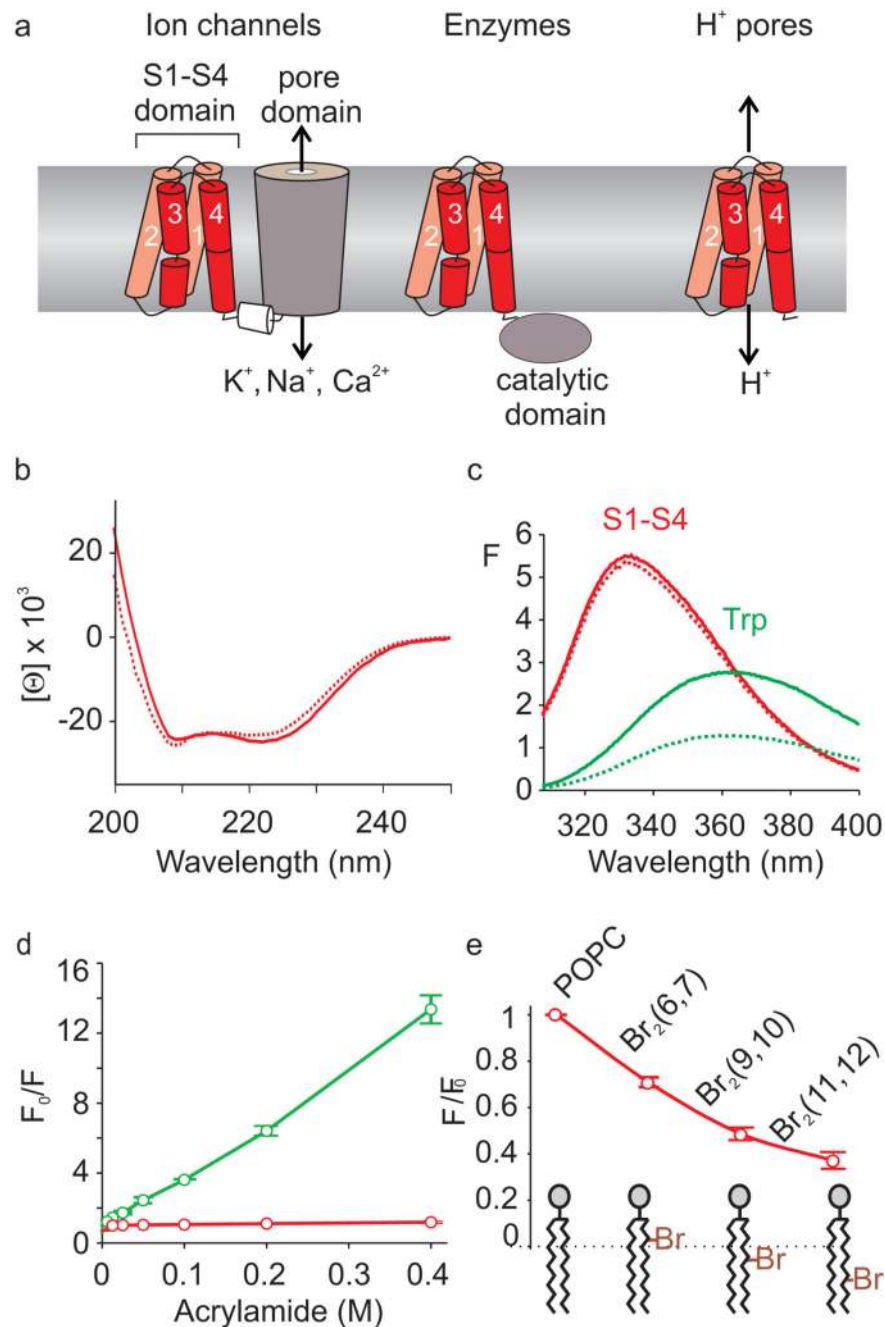 a
Ion channels
Enzymes
H⁺ pores
S1-S4
domain
pore
domain
3
4
2
1
3
4
2
1
3
4
2
1
K⁺, Na⁺, Ca²⁺
catalytic
domain
H⁺
b
[Θ] x 10³
20
0
-20
200
220
240
Wavelength (nm)
c
S1-S4
F
Trp
6
5
4
3
2
1
0
320
340
360
380
400
Wavelength (nm)
d
F₀/F
16
12
8
4
0
0
0.1
0.2
0.3
0.4
Acrylamide (M)
e
F/F₀
1
0.8
0.6
0.4
0.2
0
POPC
Br₂(6,7)
Br₂(9,10)
Br₂(11,12)
-Br
-Br
-Br